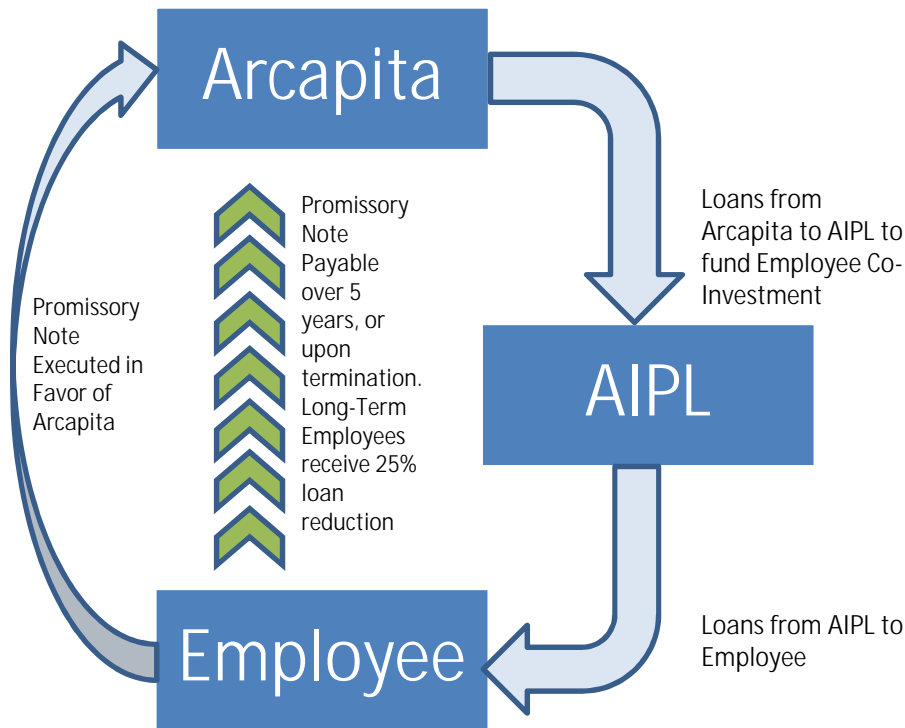 Arcapita
Loans from
Arcapita to AIPL to
fund Employee Co-
Investment
Promissory
Note
Payable
over 5
years, or
upon
termination.
Long-Term
Employees
receive 25%
loan
reduction
Promissory
Note
Executed in
Favor of
Arcapita
AIPL
Loans from AIPL to
Employee
Employee